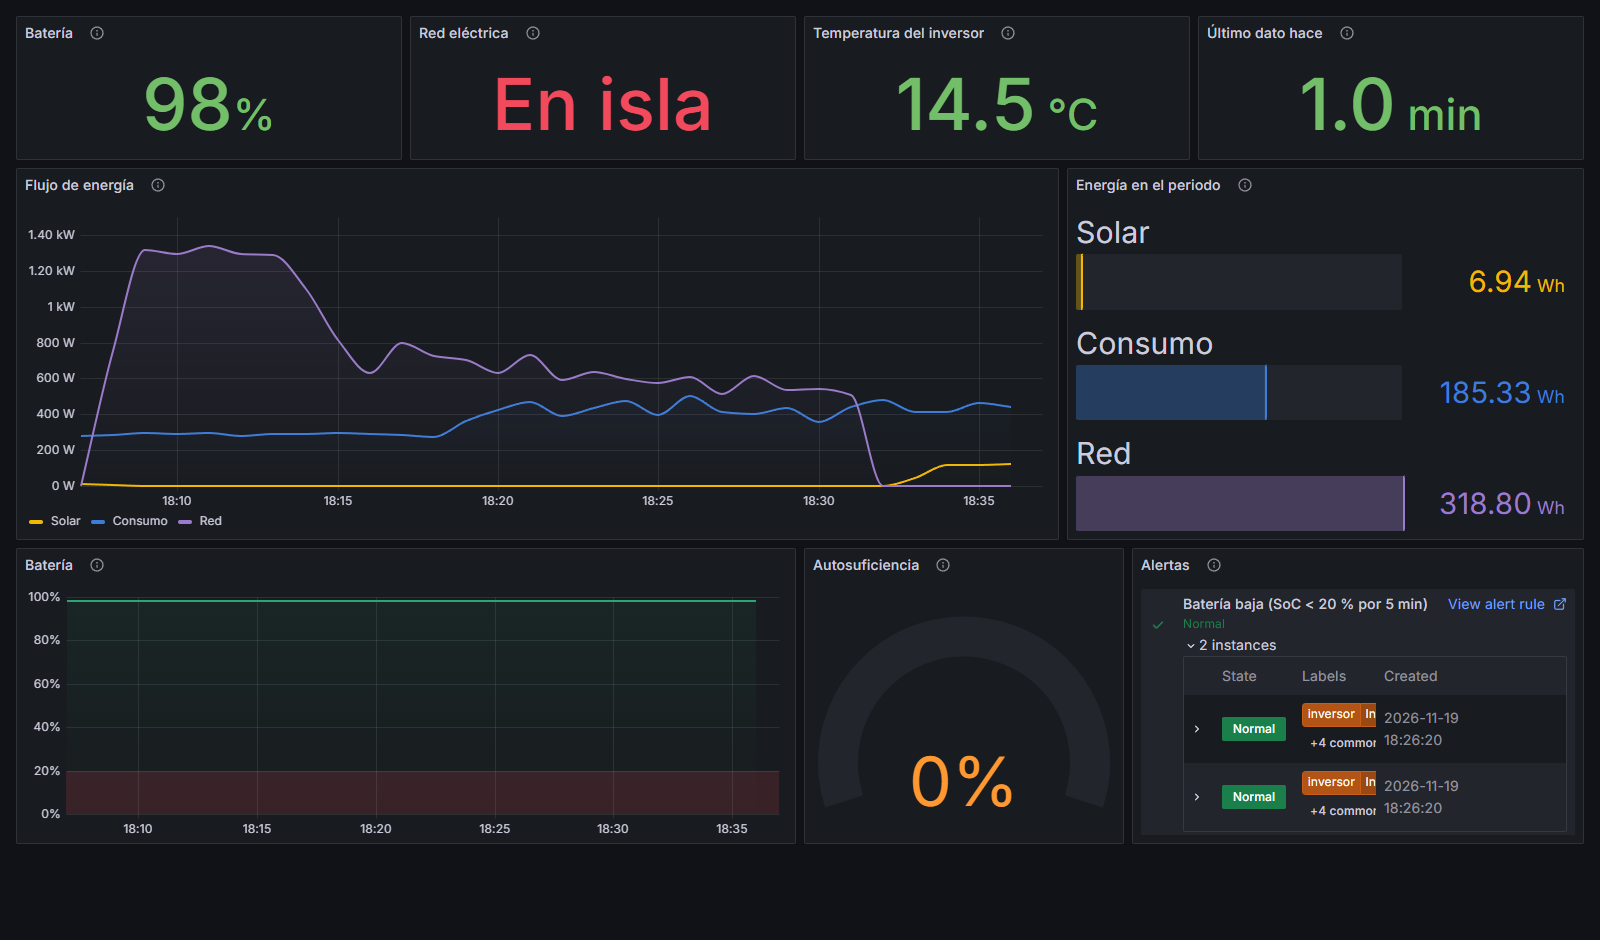 Batería
98%
Red eléctrica
En isla
Temperatura del inversor
14.5 °C
Último dato hace
1.0 min
Flujo de energía
1.40 kW
1.20 kW
1 kW
800 W
600 W
400 W
200 W
0 W
18:10 18:15 18:20 18:25 18:30 18:35
Solar Consumo Red
Energía en el periodo
Solar
6.94 Wh
Consumo
185.33 Wh
Red
318.80 Wh
Batería
100%
80%
60%
40%
20%
0%
18:10 18:15 18:20 18:25 18:30 18:35
Autosuficiencia
0%
Alertas
Batería baja (SoC < 20 % por 5 min) View alert rule
Normal
2 instances
State Labels Created
Normal inversor In
+4 common
2026-11-19
18:26:20
Normal inversor In
+4 common
2026-11-19
18:26:20